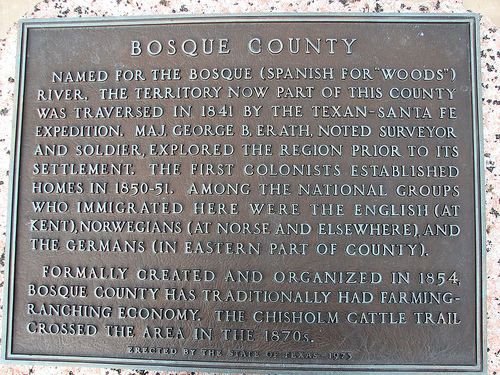 BOSQUE COUNTY
NAMED FOR THE BOSQUE (SPANISH FOR "WOODS")
RIVER. THE TERRITORY NOW PART OF THIS COUNTY
WAS TRAVERSED IN 1841 BY THE TEXAN-SANTA FE
EXPEDITION. MAJ. GEORGE B. ERATH, NOTED SURVEYOR
AND SOLDIER, EXPLORED THE REGION PRIOR TO ITS
SETTLEMENT. THE FIRST COLONISTS ESTABLISHED
HOMES IN 1850-51. AMONG THE NATIONAL GROUPS
WHO IMMIGRATED HERE WERE THE ENGLISH (AT
KENT), NORWEGIANS (AT NORSE AND ELSEWHERE), AND
THE GERMANS (IN EASTERN PART OF COUNTY).
FORMALLY CREATED AND ORGANIZED IN 1854,
BOSQUE COUNTY HAS TRADITIONALLY HAD FARMING-
RANCHING ECONOMY. THE CHISHOLM CATTLE TRAIL
CROSSED THE AREA IN THE 1870s.
ERECTED BY THE STATE OF TEXAS - 1973